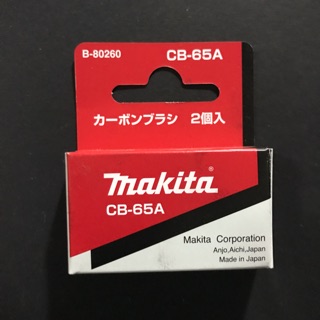 B-80260 CB-65A
カーボンブラシ 2個入
makita®
CB-65A
Makita Corporation
Anjo,Aichi,Japan
Made in Japan